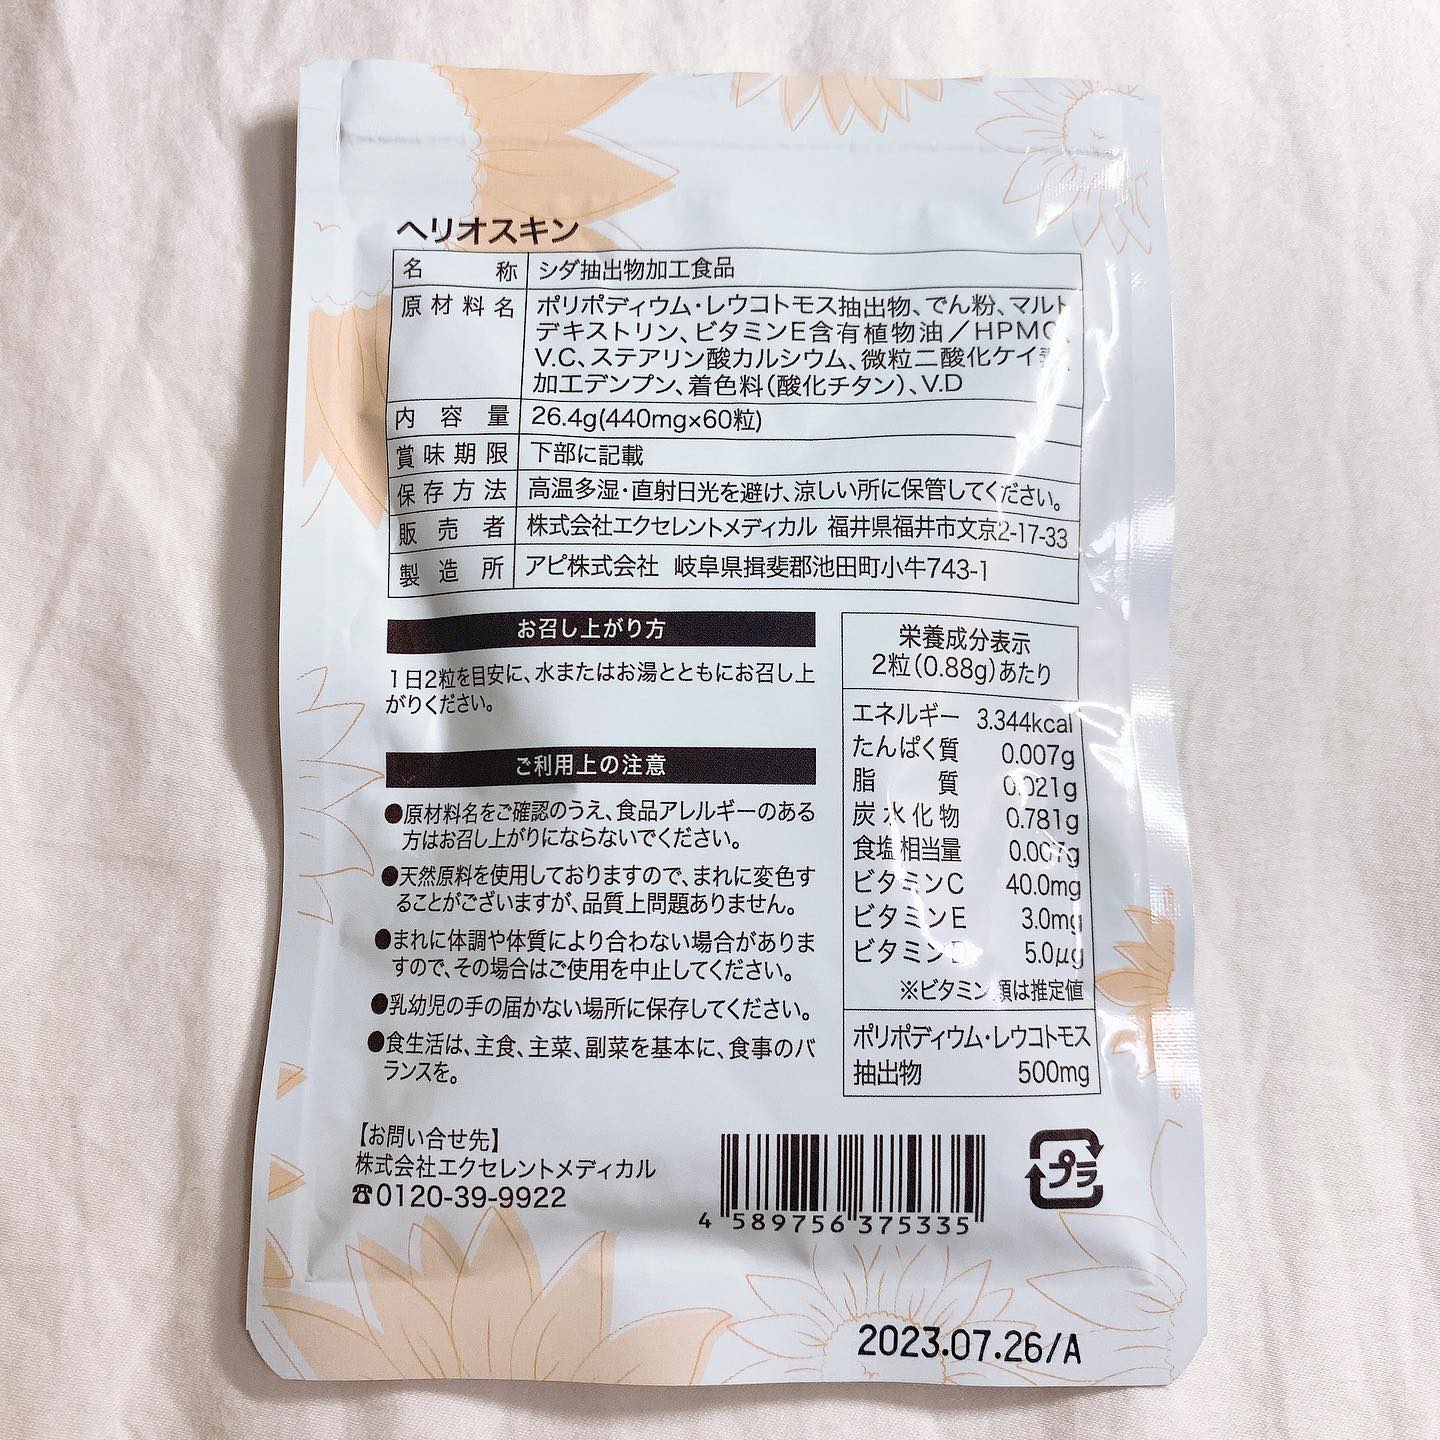 ヘリオスキン
名称 シダ抽出物加工食品
原材料名 ポリポディウム・レウコトモス抽出物、でん粉、マルト
デキストリン、ビタミンE含有植物油／HPMC、
V.C、ステアリン酸カルシウム、微粒二酸化ケイ素、
加工デンプン、着色料(酸化チタン)、V.D
内容量 26.4g(440mg×60粒)
賞味期限 下部に記載
保存方法 高温多湿・直射日光を避け、涼しい所に保管してください。
販売者 株式会社エクセレントメディカル 福井県福井市文京2-17-33
製造所 アピ株式会社 岐阜県揖斐郡池田町小牛743-1
お召し上がり方
1日2粒を目安に、水またはお湯とともにお召し上
がりください。
ご利用上の注意
●原材料名をご確認のうえ、食品アレルギーのある
方はお召し上がりにならないでください。
●天然原料を使用しておりますので、まれに変色す
ることがございますが、品質上問題ありません。
●まれに体調や体質により合わない場合がありま
すので、その場合はご使用を中止してください。
●乳幼児の手の届かない場所に保存してください。
●食生活は、主食、主菜、副菜を基本に、食事のバ
ランスを。
栄養成分表示
2粒(0.88g)あたり
エネルギー 3.344kcal
たんぱく質 0.007g
脂質 0.021g
炭水化物 0.781g
食塩相当量 0.007g
ビタミンC 40.0mg
ビタミンE 3.0mg
ビタミンD 5.0μg
※ビタミン類は推定値
ポリポディウム・レウコトモス
抽出物 500mg
【お問い合せ先】
株式会社エクセレントメディカル
☎0120-39-9922
4 589756 375335
プラ
2023.07.26/A